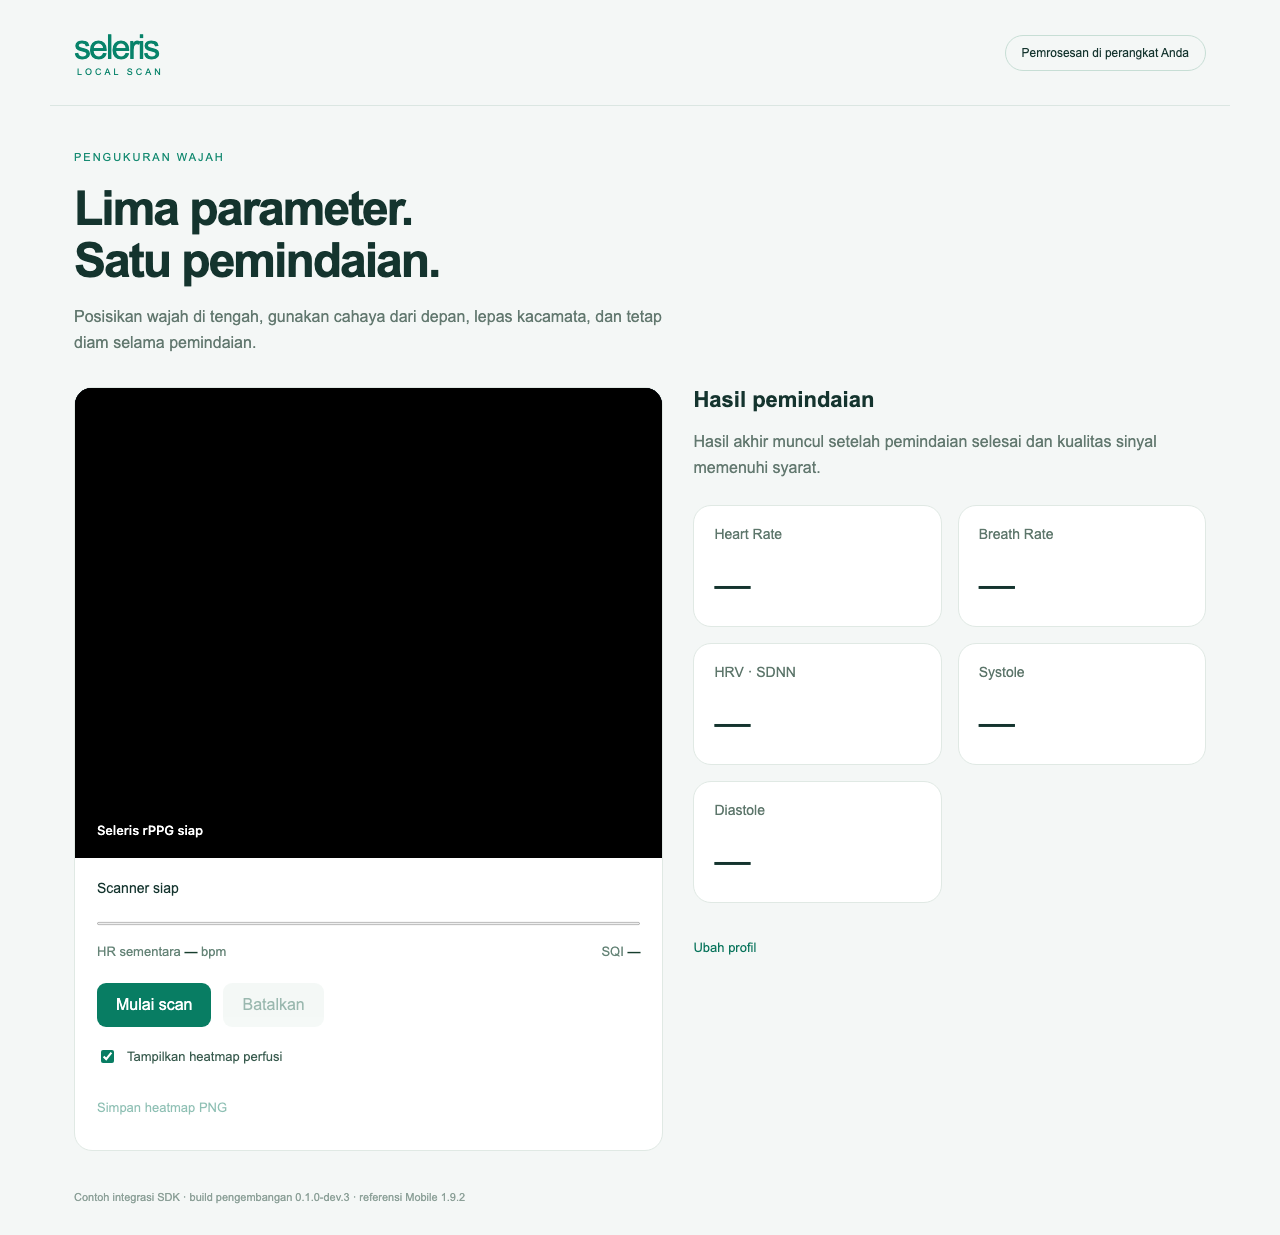 seleris
LOCAL SCAN
Pemrosesan di perangkat Anda
PENGUKURAN WAJAH
Lima parameter.
Satu pemindaian.
Posisikan wajah di tengah, gunakan cahaya dari depan, lepas kacamata, dan tetap
diam selama pemindaian.
Seleris rPPG siap
Scanner siap
HR sementara — bpm
SQI —
Mulai scan
Batalkan
Tampilkan heatmap perfusi
Simpan heatmap PNG
Hasil pemindaian
Hasil akhir muncul setelah pemindaian selesai dan kualitas sinyal
memenuhi syarat.
Heart Rate
—
Breath Rate
—
HRV · SDNN
—
Systole
—
Diastole
—
Ubah profil
Contoh integrasi SDK · build pengembangan 0.1.0-dev.3 · referensi Mobile 1.9.2